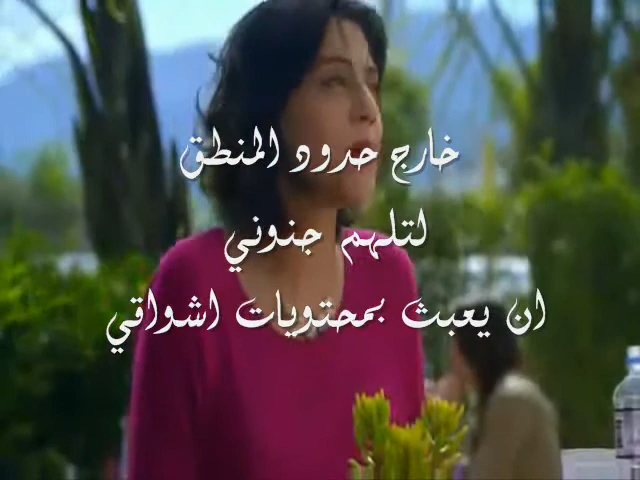 خارج حدود المنطق
لتلهم جنوني
ان يعبث بمحتويات اشواقي